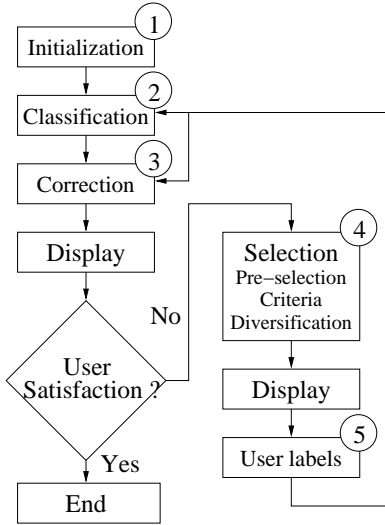 1
Initialization
2
Classification
3
Correction
Display
User
Satisfaction ?
Yes
End
No
4
Selection
Pre−selection
Criteria
Diversification
Display
5
User labels